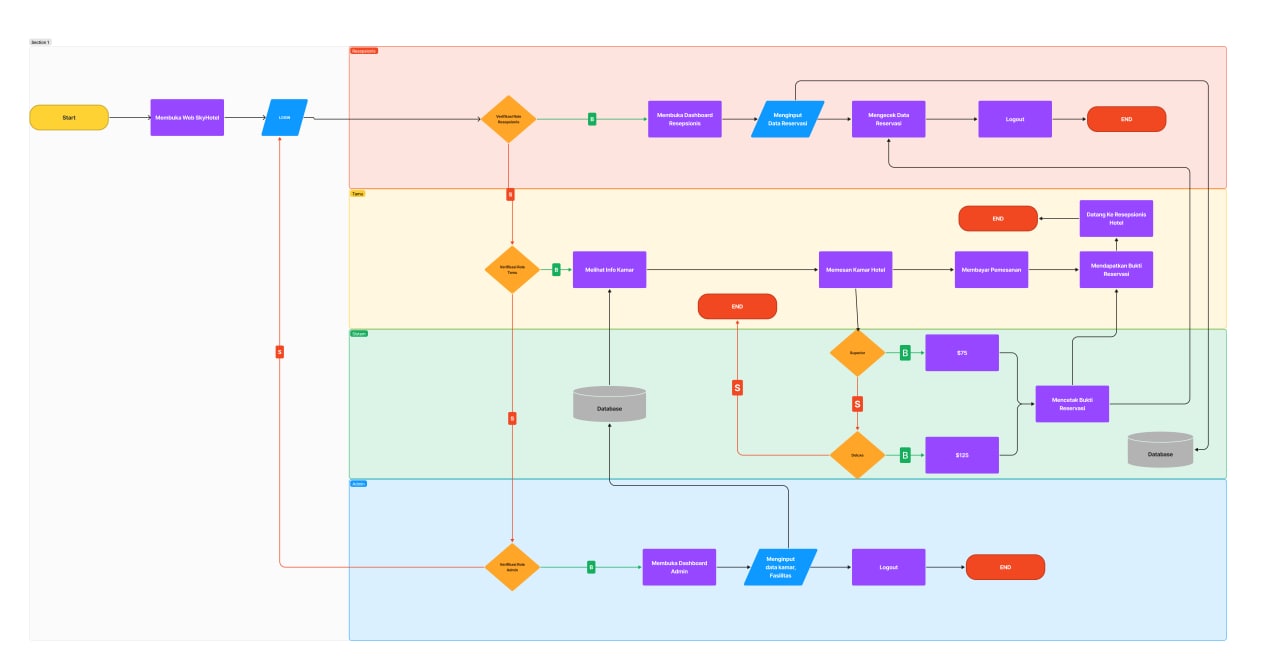 Section 1
Resepsionis
Start
Membuka Web SkyHotel
LOGIN
Verifikasi Role
Resepsionis
B
Membuka Dashboard
Resepsionis
Menginput
Data Reservasi
Mengecek Data
Reservasi
Logout
END
S
Tamu
END
Datang Ke Resepsionis
Hotel
Verifikasi Role
Tamu
B
Melihat Info Kamar
Memesan Kamar Hotel
Membayar Pemesanan
Mendapatkan Bukti
Reservasi
END
Sistem
S
Superior
B
$75
S
S
Database
Mencetak Bukti
Reservasi
S
Deluxe
B
$125
Database
Admin
Verifikasi Role
Admin
B
Membuka Dashboard
Admin
Menginput
data kamar,
Fasilitas
Logout
END